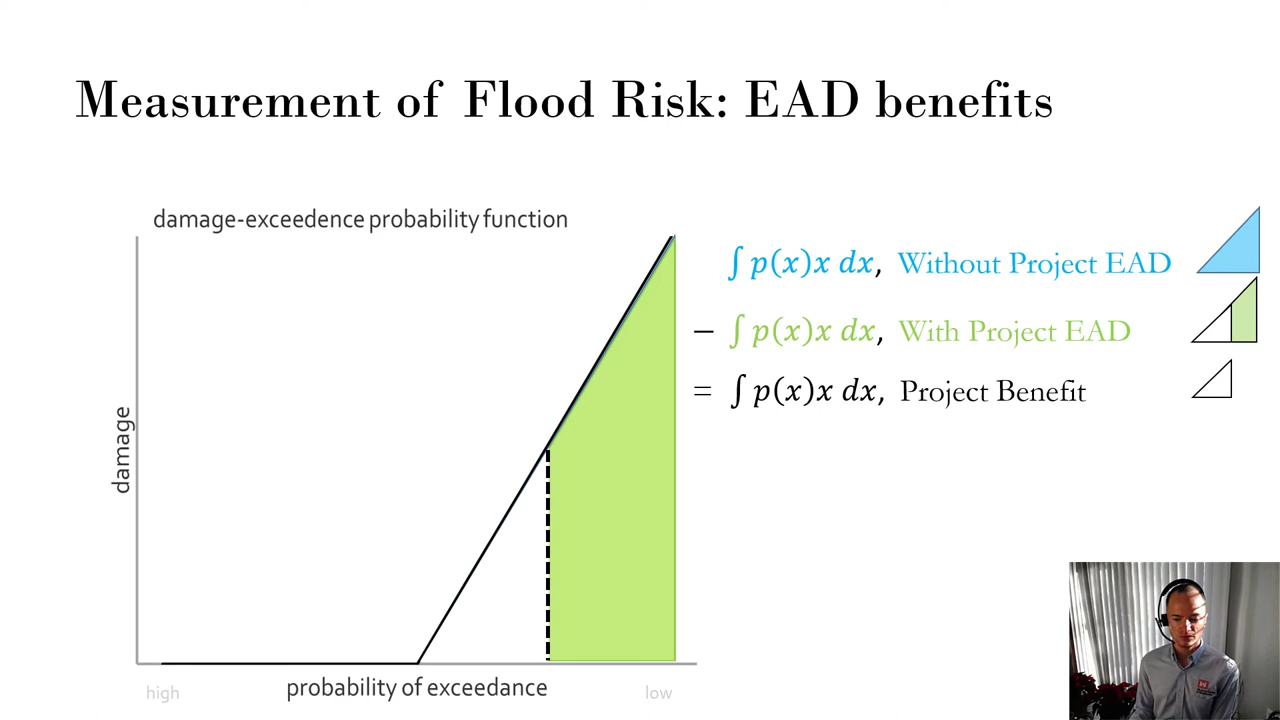 Measurement of Flood Risk: EAD benefits
damage-exceedence probability function
∫ p(x)x dx, Without Project EAD
− ∫ p(x)x dx, With Project EAD
= ∫ p(x)x dx, Project Benefit
damage
high
probability of exceedance
low